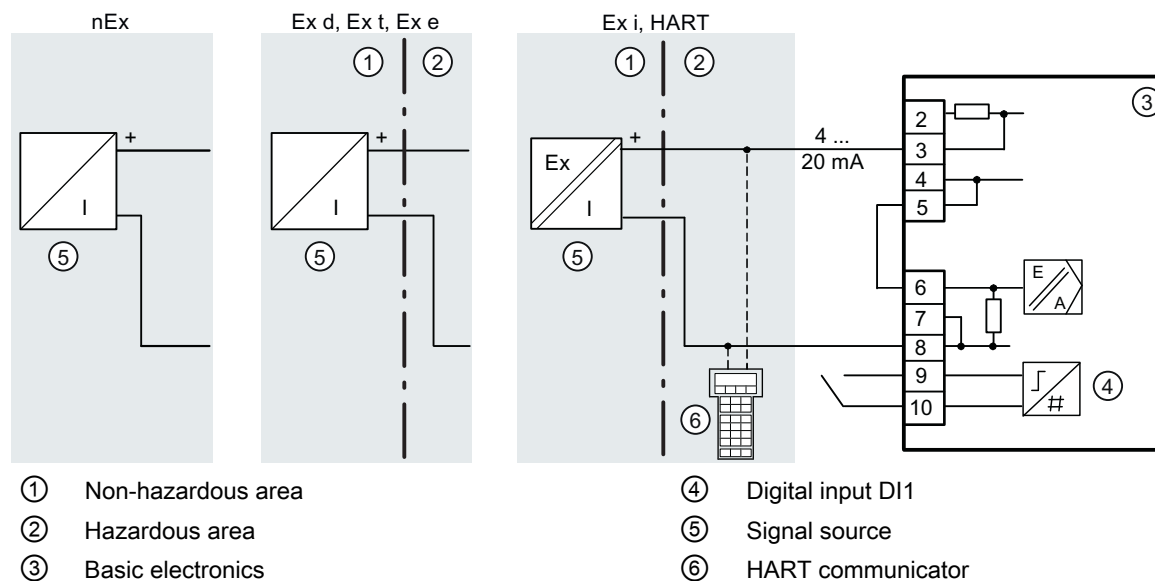 nEx
Ex d, Ex t, Ex e
Ex i, HART
① ②
① ②
③
+
+
+
4 ...
20 mA
2
3
4
5
Ex
I
I
I
⑤
⑤
⑤
6
7
8
9
10
E
A
#
④
⑥
① Non-hazardous area
② Hazardous area
③ Basic electronics
④ Digital input DI1
⑤ Signal source
⑥ HART communicator